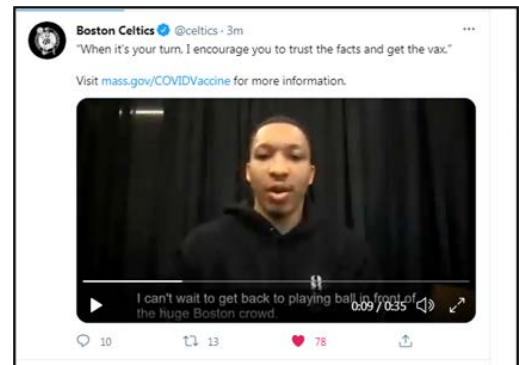 Boston Celtics @celtics · 3m
"When it's your turn, I encourage you to trust the facts and get the vax."
Visit mass.gov/COVIDVaccine for more information.
I can't wait to get back to playing ball in front of
the huge Boston crowd.
0:09 / 0:35
10 13 78